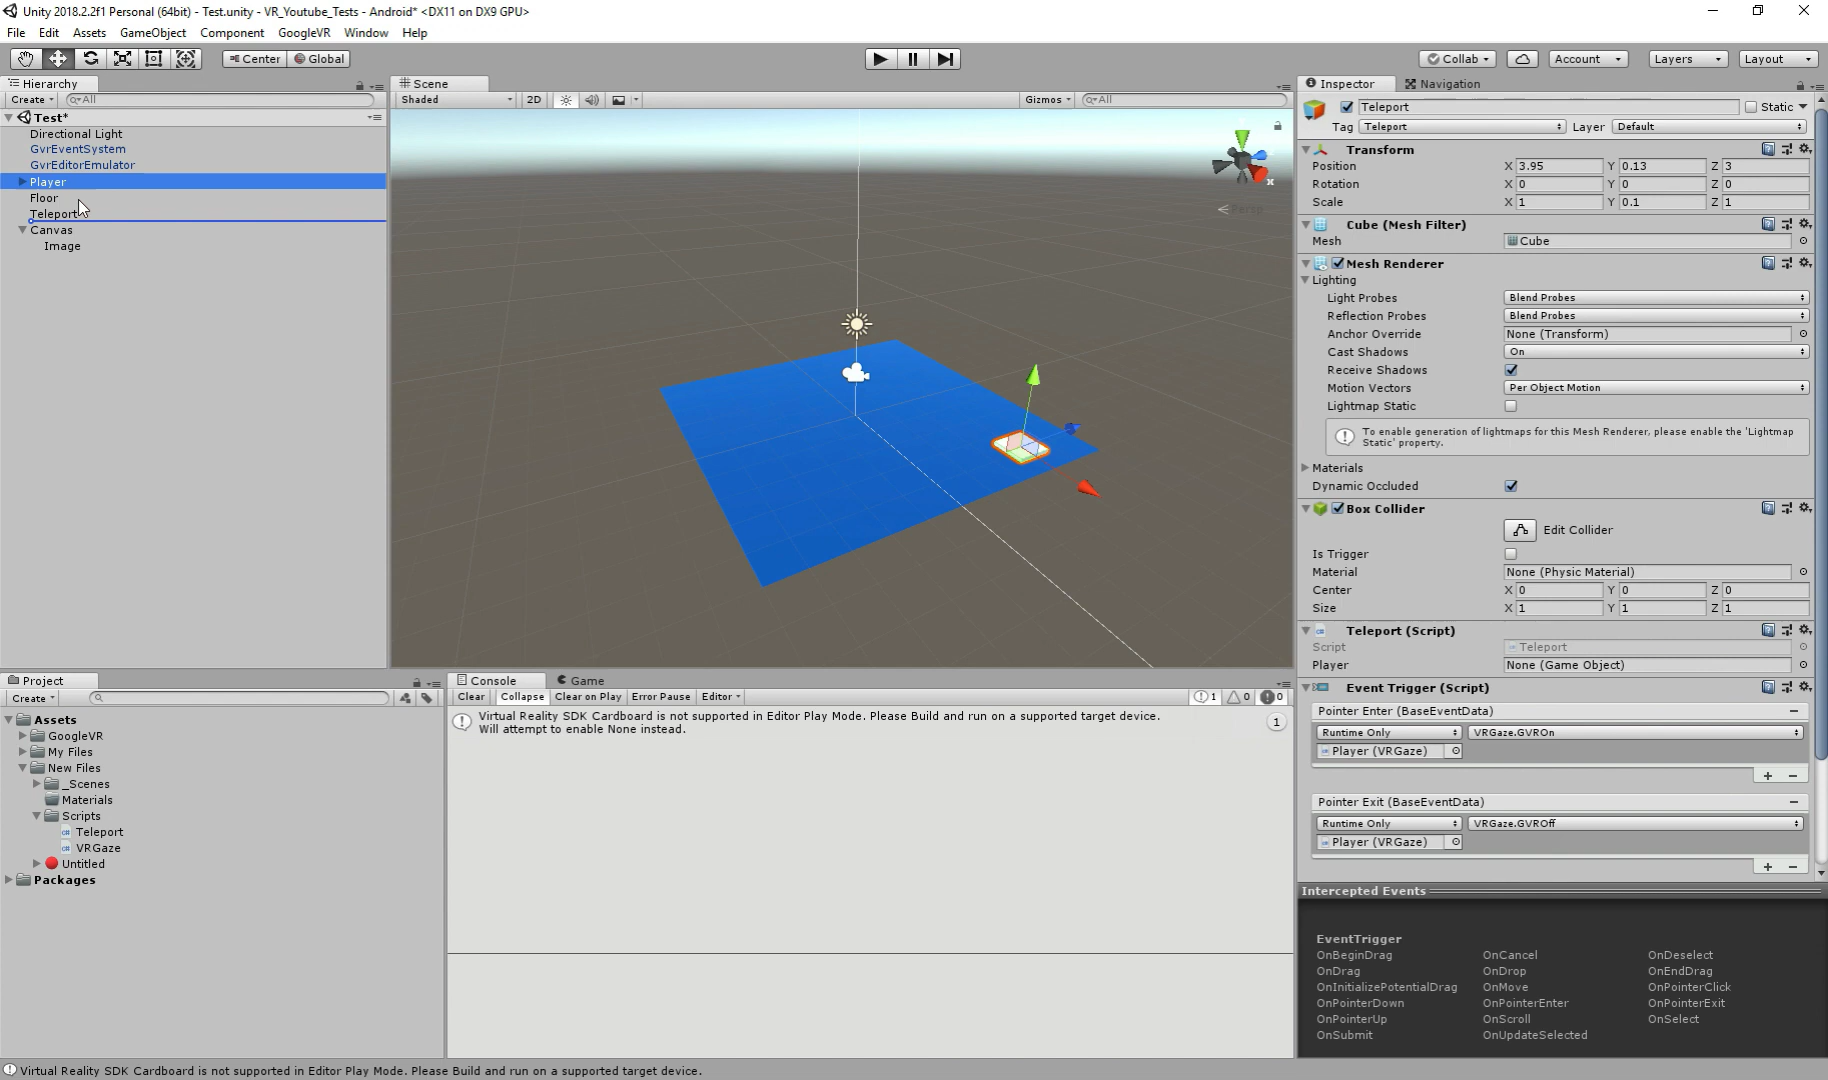 Unity 2018.2.2f1 Personal (64bit) - Test.unity - VR_Youtube_Tests - Android* <DX11 on DX9 GPU>
File Edit Assets GameObject Component GoogleVR Window Help
Center Global Collab Account Layers Layout
Hierarchy
Create All
Test*
Directional Light
GvrEventSystem
GvrEditorEmulator
Player
Floor
Teleport
Canvas
Image
Scene
Shaded 2D Gizmos All
x
Persp
Project
Create
Assets
GoogleVR
My Files
New Files
_Scenes
Materials
Scripts
Teleport
VRGaze
Untitled
Packages
Console Game
Clear Collapse Clear on Play Error Pause Editor 1 0 0
Virtual Reality SDK Cardboard is not supported in Editor Play Mode. Please Build and run on a supported target device.
Will attempt to enable None instead.
1
Inspector Navigation
Teleport Static
Tag Teleport Layer Default
Transform
Position X 3.95 Y 0.13 Z 3
Rotation X 0 Y 0 Z 0
Scale X 1 Y 0.1 Z 1
Cube (Mesh Filter)
Mesh Cube
Mesh Renderer
Lighting
Light Probes Blend Probes
Reflection Probes Blend Probes
Anchor Override None (Transform)
Cast Shadows On
Receive Shadows
Motion Vectors Per Object Motion
Lightmap Static
To enable generation of lightmaps for this Mesh Renderer, please enable the 'Lightmap
Static' property.
Materials
Dynamic Occluded
Box Collider
Edit Collider
Is Trigger
Material None (Physic Material)
Center X 0 Y 0 Z 0
Size X 1 Y 1 Z 1
Teleport (Script)
Script Teleport
Player None (Game Object)
Event Trigger (Script)
Pointer Enter (BaseEventData)
Runtime Only VRGaze.GVROn
Player (VRGaze)
Pointer Exit (BaseEventData)
Runtime Only VRGaze.GVROff
Player (VRGaze)
Intercepted Events
EventTrigger
OnBeginDrag OnCancel OnDeselect
OnDrag OnDrop OnEndDrag
OnInitializePotentialDrag OnMove OnPointerClick
OnPointerDown OnPointerEnter OnPointerExit
OnPointerUp OnScroll OnSelect
OnSubmit OnUpdateSelected
Virtual Reality SDK Cardboard is not supported in Editor Play Mode. Please Build and run on a supported target device.